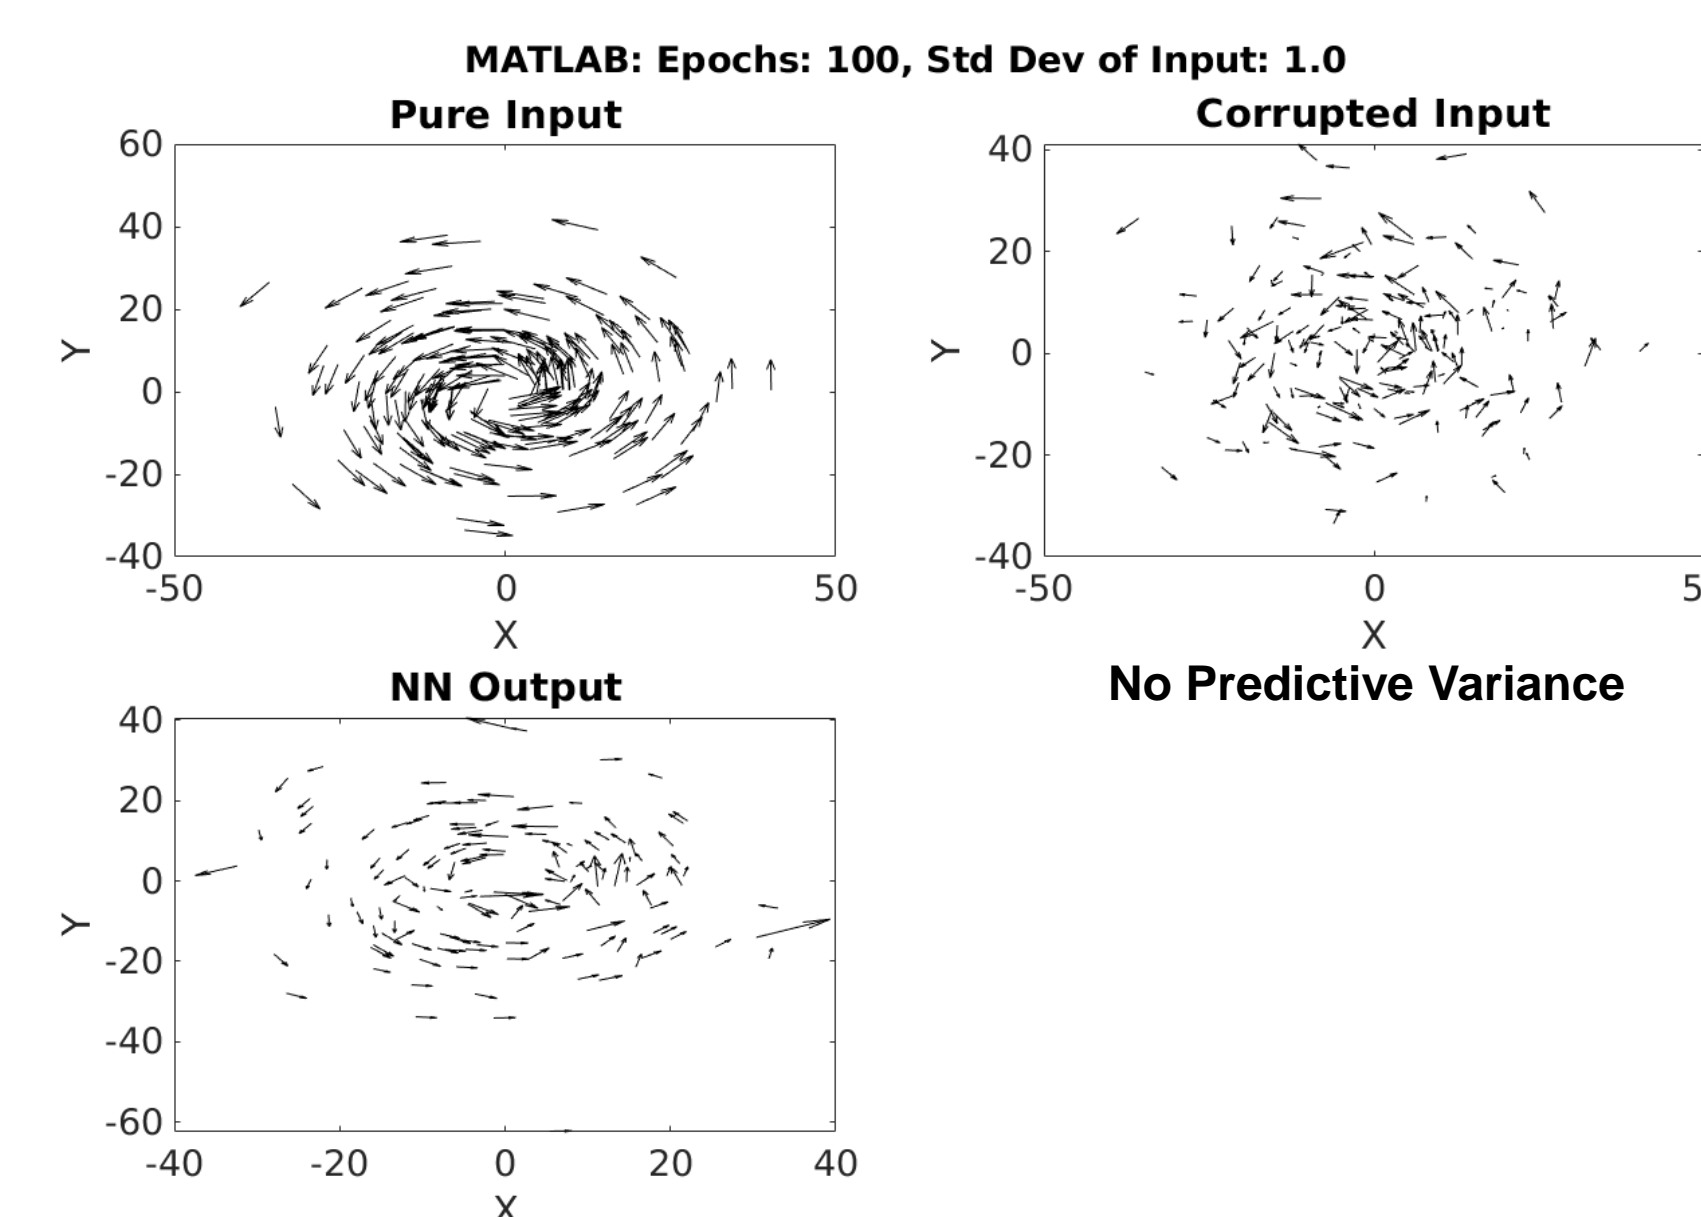 MATLAB: Epochs: 100, Std Dev of Input: 1.0
Pure Input
60
40
20
0
-20
-40
Y
-50 0 50
X
Corrupted Input
40
20
0
-20
-40
Y
-50 0 5
X
NN Output
40
20
0
-20
-40
-60
Y
-40 -20 0 20 40
X
No Predictive Variance